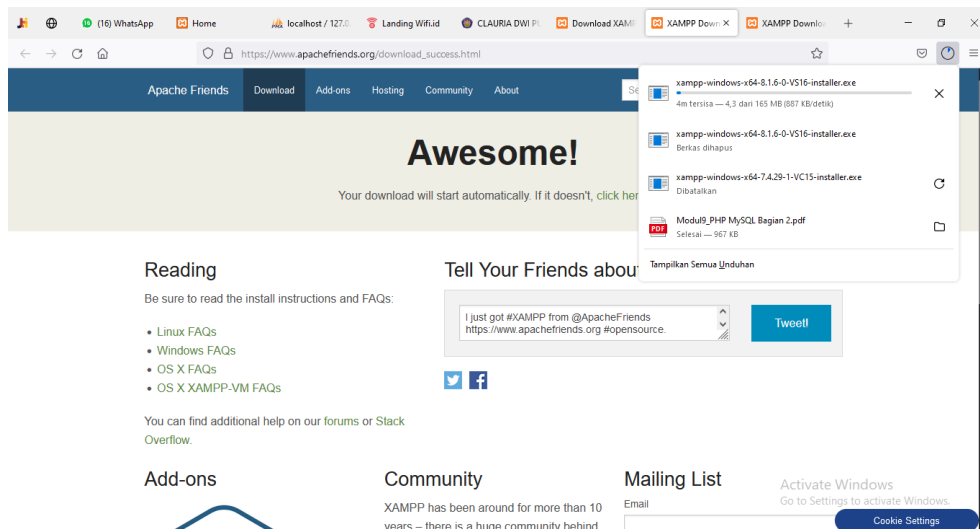 (16) WhatsApp
Home
localhost / 127.0.
Landing Wifi.id
CLAURIA DWI PU
Download XAMP
XAMPP Down
XAMPP Downloa
https://www.apachefriends.org/download_success.html
Apache Friends
Download
Add-ons
Hosting
Community
About
Se
xampp-windows-x64-8.1.6-0-VS16-installer.exe
4m tersisa — 4,3 dari 165 MB (887 KB/detik)
xampp-windows-x64-8.1.6-0-VS16-installer.exe
Berkas dihapus
xampp-windows-x64-7.4.29-1-VC15-installer.exe
Dibatalkan
PDF
Modul9_PHP MySQL Bagian 2.pdf
Selesai — 967 KB
Tampilkan Semua Unduhan
Awesome!
Your download will start automatically. If it doesn't, click her
Reading
Be sure to read the install instructions and FAQs:
• Linux FAQs
• Windows FAQs
• OS X FAQs
• OS X XAMPP-VM FAQs
You can find additional help on our forums or Stack
Overflow.
Tell Your Friends about
I just got #XAMPP from @ApacheFriends
https://www.apachefriends.org #opensource.
Tweet!
Add-ons
Community
XAMPP has been around for more than 10
years – there is a huge community behind
Mailing List
Email
Activate Windows
Go to Settings to activate Windows.
Cookie Settings